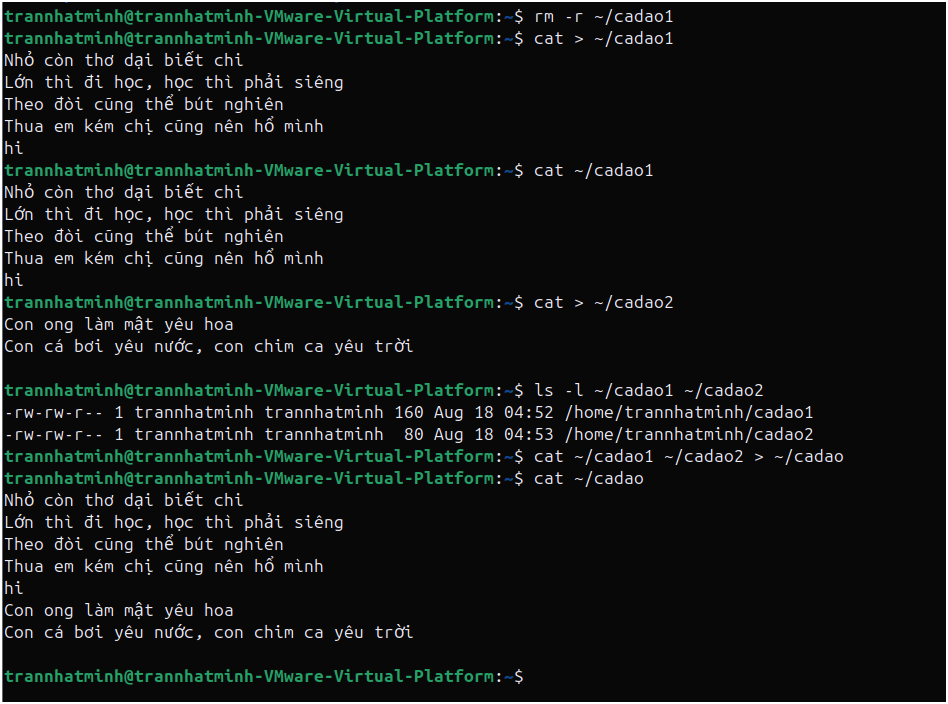 trannhatminh@trannhatminh-VMware-Virtual-Platform:~$ rm -r ~/cadao1
trannhatminh@trannhatminh-VMware-Virtual-Platform:~$ cat > ~/cadao1
Nhỏ còn thơ dại biết chi
Lớn thì đi học, học thì phải siêng
Theo đòi cũng thể bút nghiên
Thua em kém chị cũng nên hổ mình
hi
trannhatminh@trannhatminh-VMware-Virtual-Platform:~$ cat ~/cadao1
Nhỏ còn thơ dại biết chi
Lớn thì đi học, học thì phải siêng
Theo đòi cũng thể bút nghiên
Thua em kém chị cũng nên hổ mình
hi
trannhatminh@trannhatminh-VMware-Virtual-Platform:~$ cat > ~/cadao2
Con ong làm mật yêu hoa
Con cá bơi yêu nước, con chim ca yêu trời
trannhatminh@trannhatminh-VMware-Virtual-Platform:~$ ls -l ~/cadao1 ~/cadao2
-rw-rw-r-- 1 trannhatminh trannhatminh 160 Aug 18 04:52 /home/trannhatminh/cadao1
-rw-rw-r-- 1 trannhatminh trannhatminh  80 Aug 18 04:53 /home/trannhatminh/cadao2
trannhatminh@trannhatminh-VMware-Virtual-Platform:~$ cat ~/cadao1 ~/cadao2 > ~/cadao
trannhatminh@trannhatminh-VMware-Virtual-Platform:~$ cat ~/cadao
Nhỏ còn thơ dại biết chi
Lớn thì đi học, học thì phải siêng
Theo đòi cũng thể bút nghiên
Thua em kém chị cũng nên hổ mình
hi
Con ong làm mật yêu hoa
Con cá bơi yêu nước, con chim ca yêu trời
trannhatminh@trannhatminh-VMware-Virtual-Platform:~$